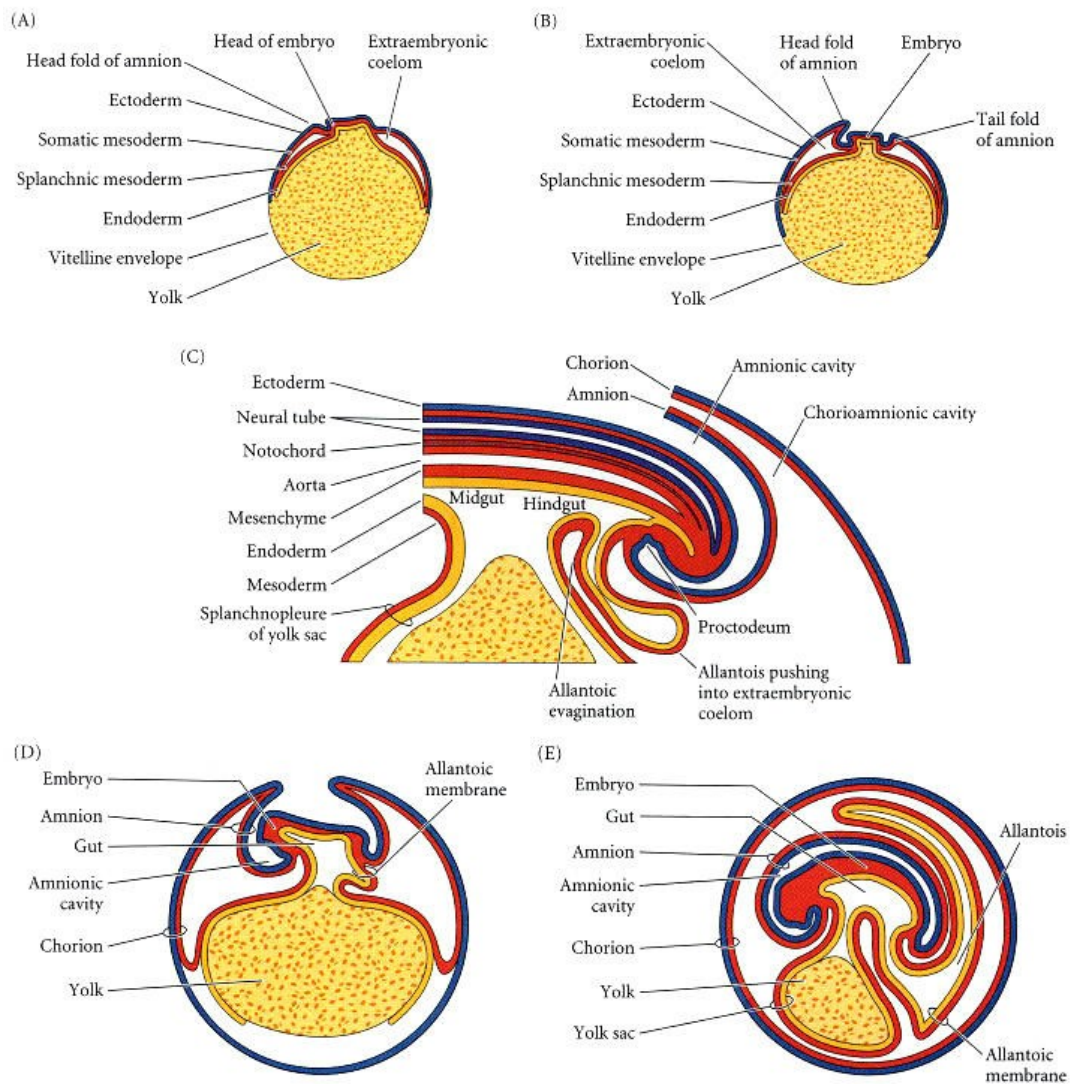 (A)
Head of embryo
Extraembryonic
coelom
Head fold of amnion
Ectoderm
Somatic mesoderm
Splanchnic mesoderm
Endoderm
Vitelline envelope
Yolk
(B)
Extraembryonic
coelom
Head fold
of amnion
Embryo
Ectoderm
Somatic mesoderm
Tail fold
of amnion
Splanchnic mesoderm
Endoderm
Vitelline envelope
Yolk
(C)
Chorion
Amnion
Amnionic cavity
Chorioamnionic cavity
Ectoderm
Neural tube
Notochord
Aorta
Mesenchyme
Endoderm
Mesoderm
Splanchnopleure
of yolk sac
Midgut
Hindgut
Proctodeum
Allantoic
evagination
Allantois pushing
into extraembryonic
coelom
(D)
Embryo
Amnion
Gut
Amnionic
cavity
Chorion
Yolk
Allantoic
membrane
(E)
Embryo
Gut
Amnion
Amnionic
cavity
Chorion
Yolk
Yolk sac
Allantois
Allantoic
membrane